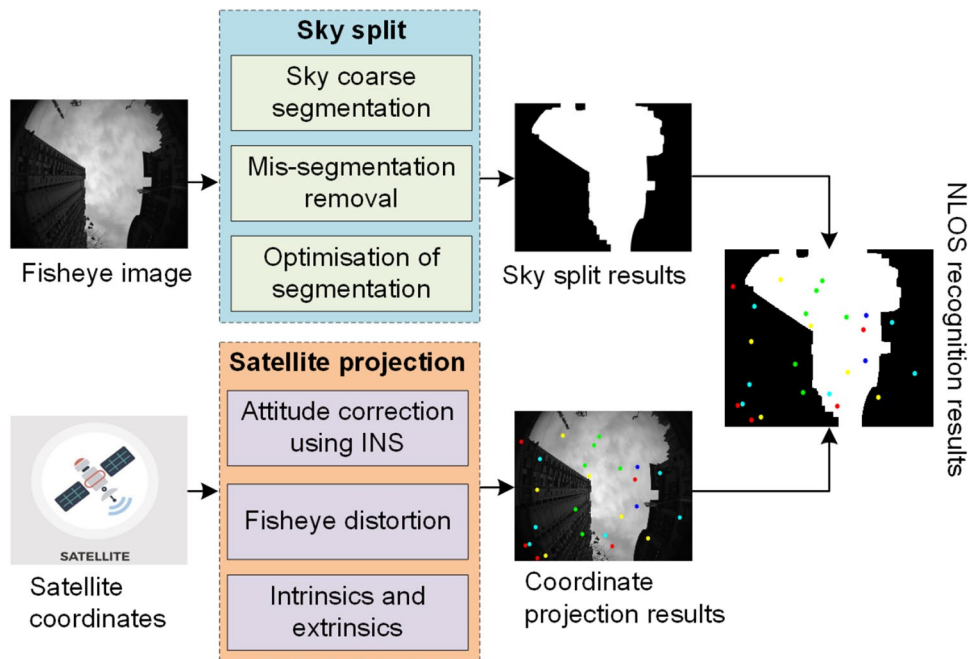 Sky split
Sky coarse
segmentation
Mis-segmentation
removal
Optimisation of
segmentation
Fisheye image
Sky split results
NLOS recognition results
Satellite projection
Attitude correction
using INS
Fisheye distortion
Intrinsics and
extrinsics
SATELLITE
Satellite
coordinates
Coordinate
projection results